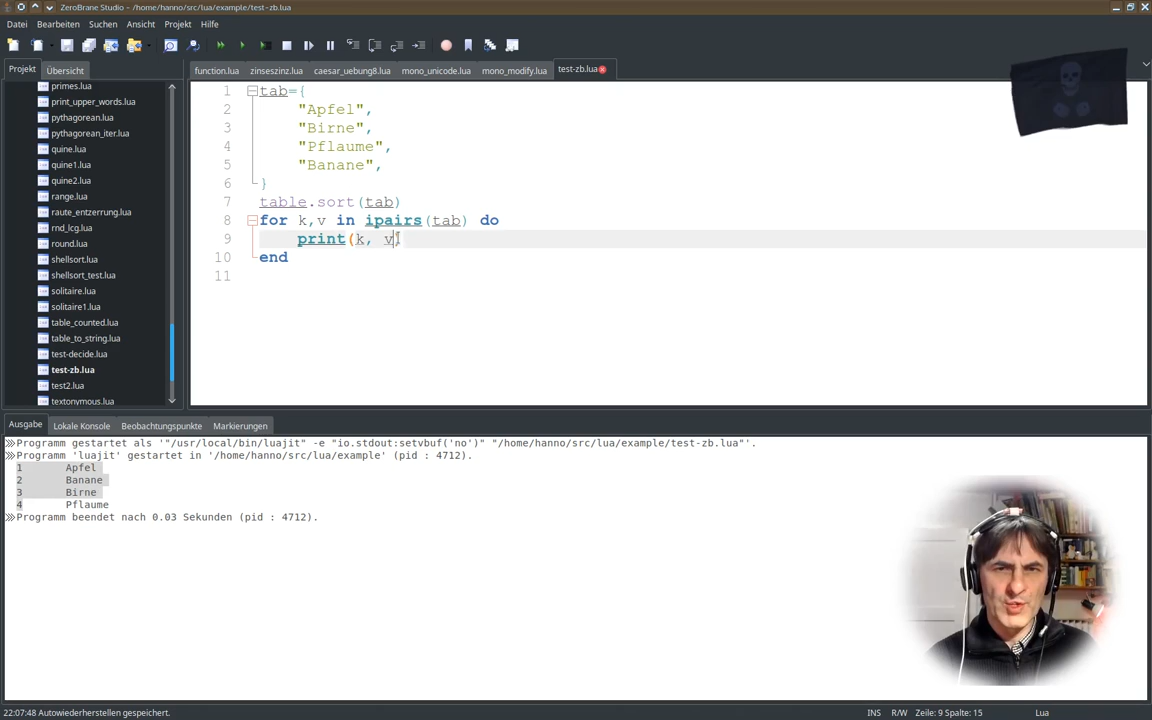 ZeroBrane Studio - /home/hanno/src/lua/example/test-zb.lua
Datei Bearbeiten Suchen Ansicht Projekt Hilfe
Projekt Übersicht
function.lua zinseszinz.lua caesar_uebung8.lua mono_unicode.lua mono_modify.lua test-zb.lua
primes.lua
print_upper_words.lua
pythagorean.lua
pythagorean_iter.lua
quine.lua
quine1.lua
quine2.lua
range.lua
raute_entzerrung.lua
rnd_lcg.lua
round.lua
shellsort.lua
shellsort_test.lua
solitaire.lua
solitaire1.lua
table_counted.lua
table_to_string.lua
test-decide.lua
test-zb.lua
test2.lua
textonymous.lua
1 tab={
2 "Apfel",
3 "Birne",
4 "Pflaume",
5 "Banane",
6 }
7 table.sort(tab)
8 for k,v in ipairs(tab) do
9 print(k, v
10 end
11
Ausgabe Lokale Konsole Beobachtungspunkte Markierungen
Programm gestartet als '"/usr/local/bin/luajit" -e "io.stdout:setvbuf('no')" "/home/hanno/src/lua/example/test-zb.lua"'.
Programm 'luajit' gestartet in '/home/hanno/src/lua/example' (pid : 4712).
1 Apfel
2 Banane
3 Birne
4 Pflaume
Programm beendet nach 0.03 Sekunden (pid : 4712).
22:07:48 Autowiederherstellen gespeichert. INS R/W Zeile: 9 Spalte: 15 Lua